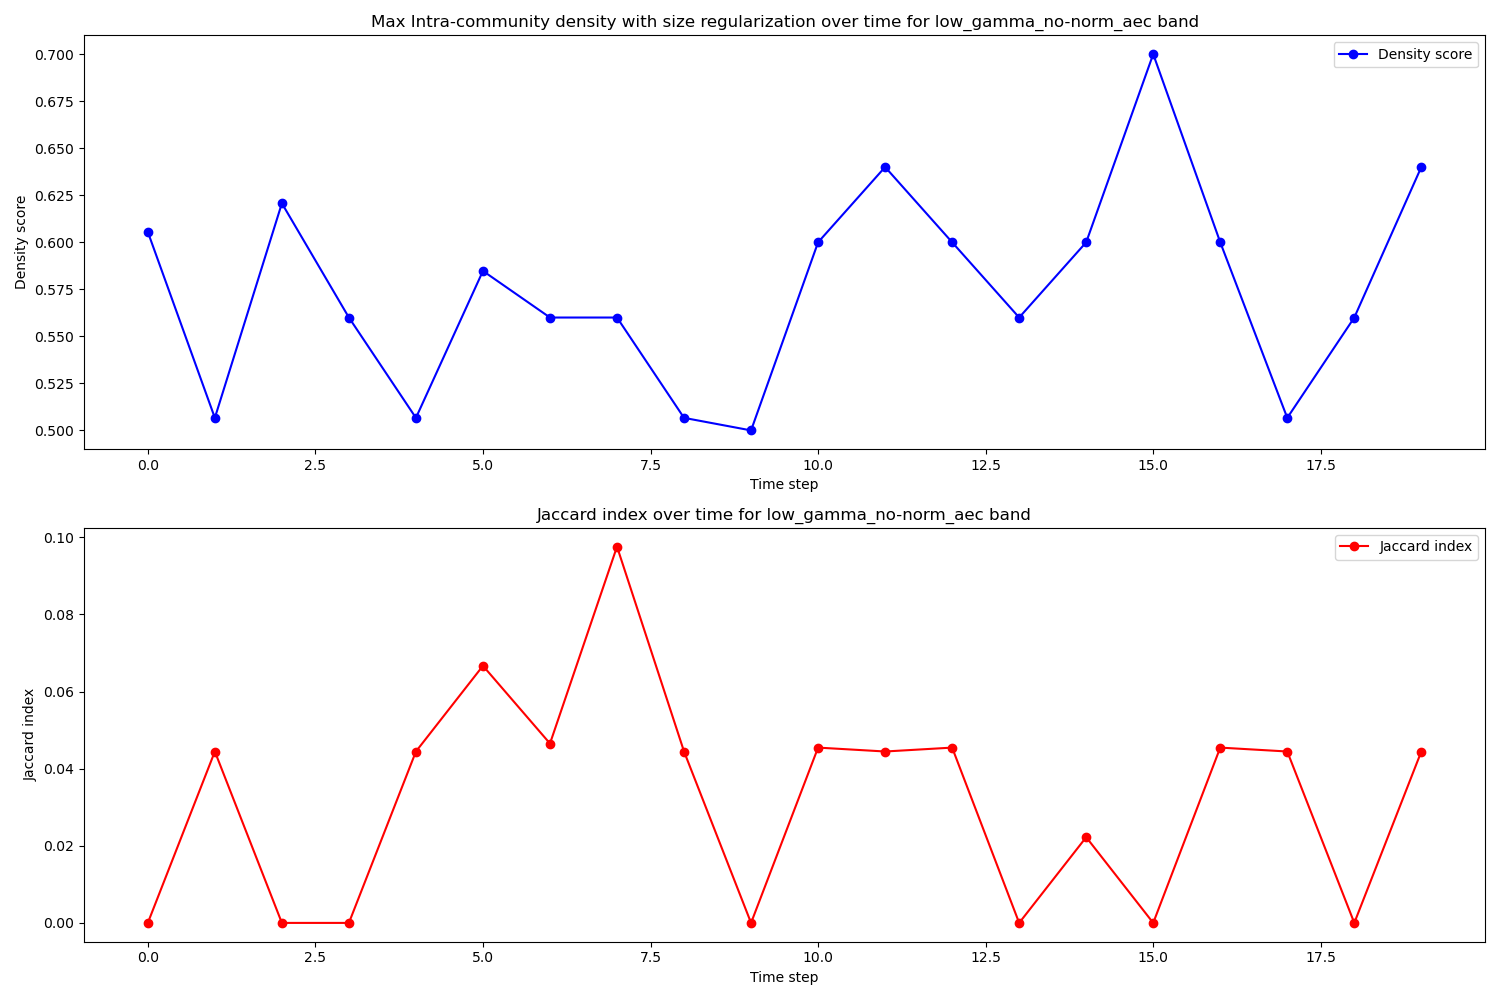 Max Intra-community density with size regularization over time for low_gamma_no-norm_aec band
0.700
0.675
0.650
0.625
0.600
0.575
0.550
0.525
0.500
Density score
Density score
0.0 2.5 5.0 7.5 10.0 12.5 15.0 17.5
Time step
Jaccard index over time for low_gamma_no-norm_aec band
0.10
0.08
0.06
0.04
0.02
0.00
Jaccard index
Jaccard index
0.0 2.5 5.0 7.5 10.0 12.5 15.0 17.5
Time step